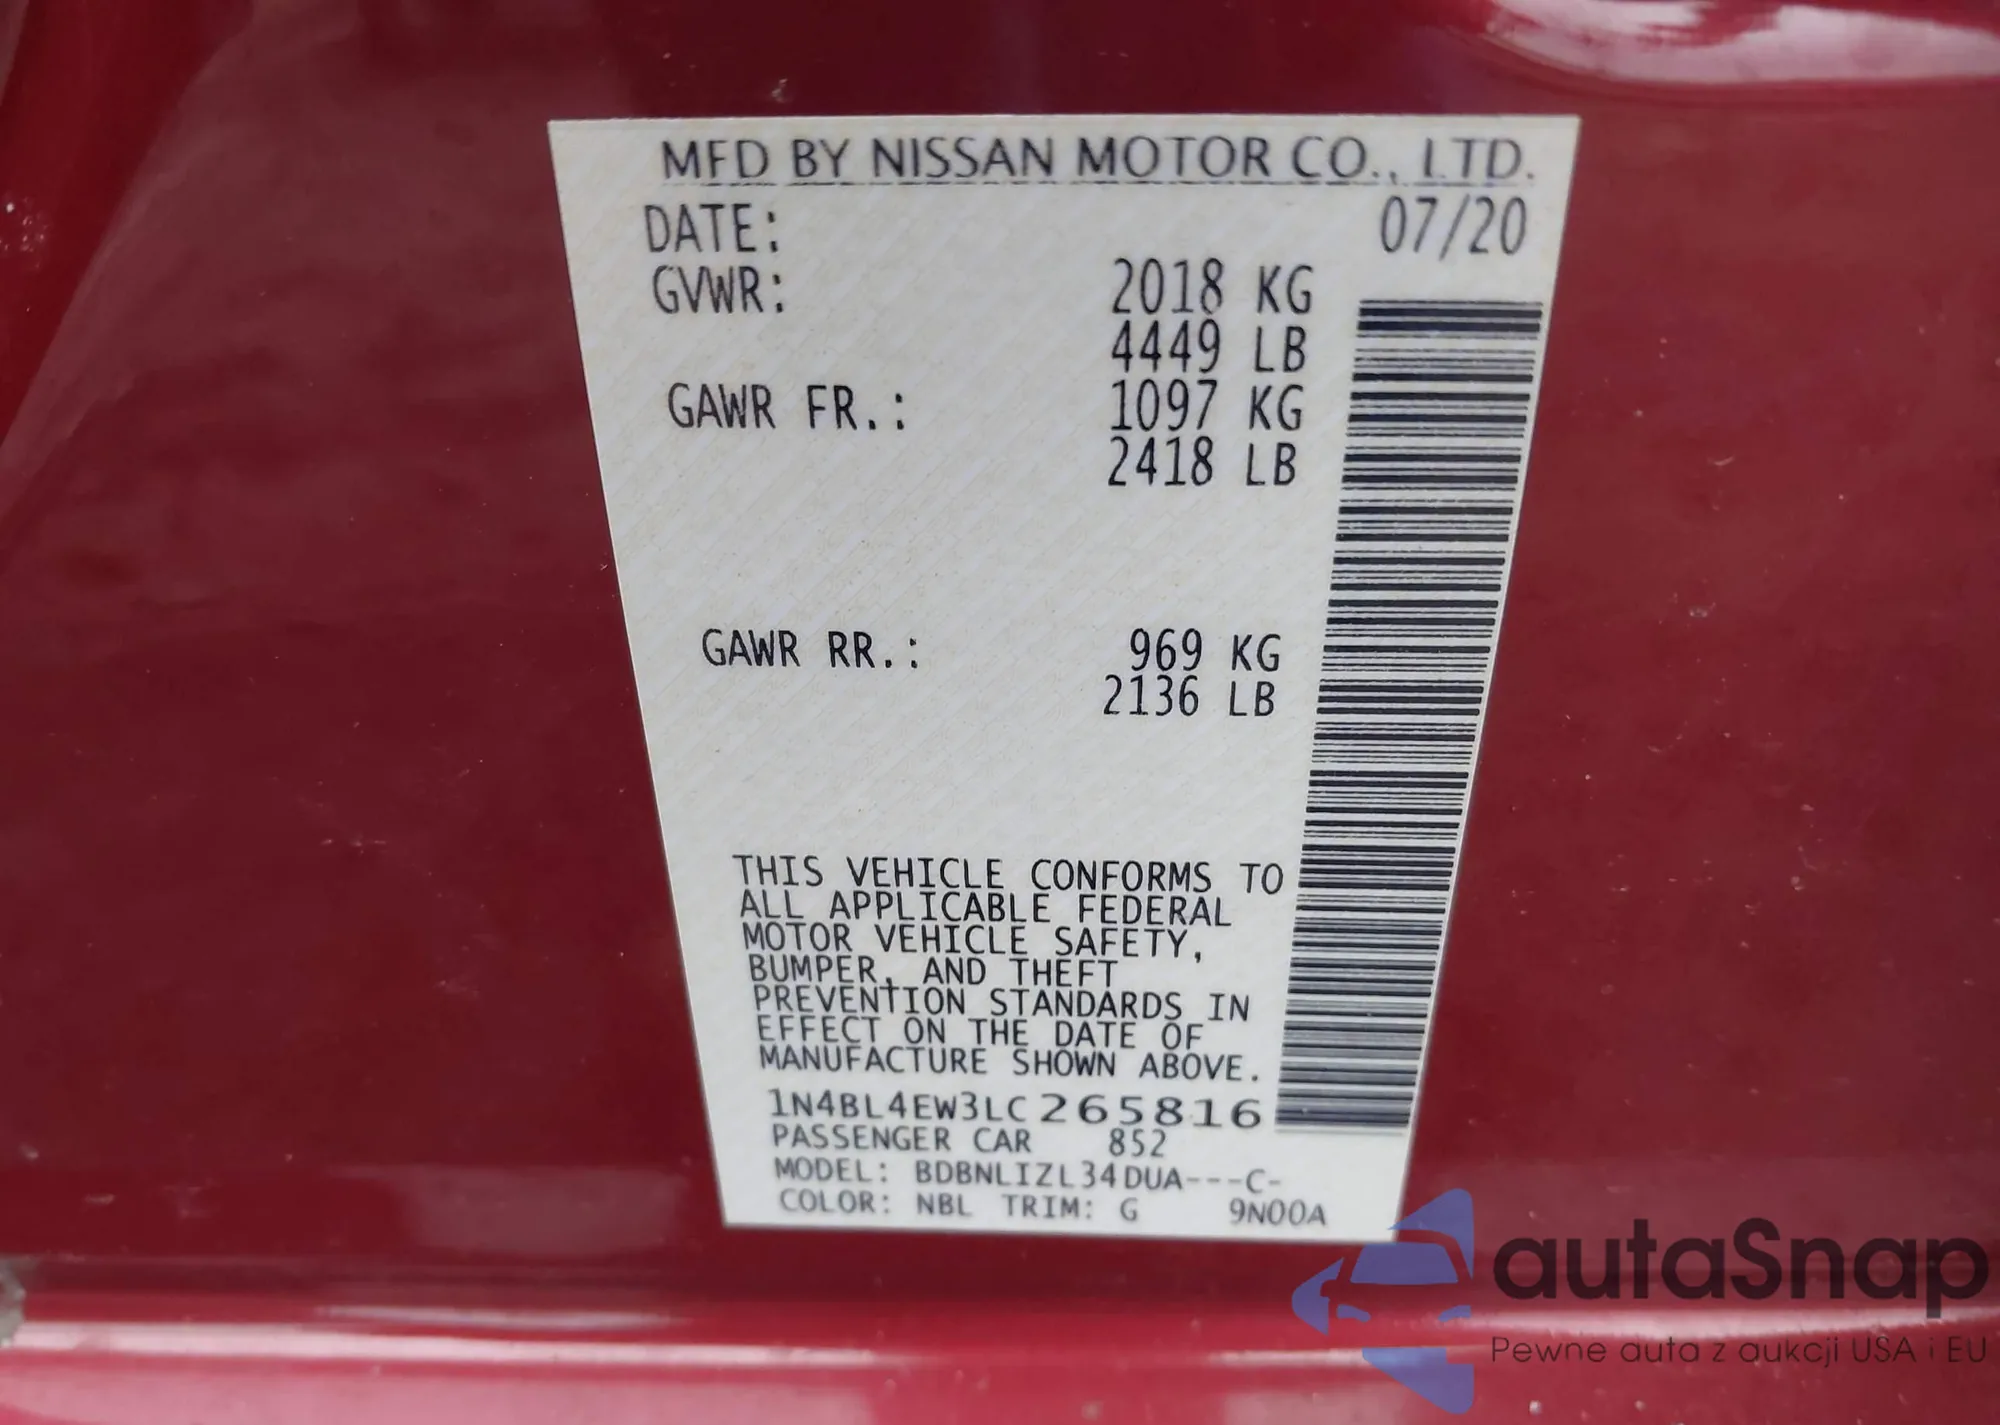 MFD BY NISSAN MOTOR CO., LTD.
DATE: 07/20
GVWR: 2018 KG
4449 LB
GAWR FR.: 1097 KG
2418 LB
GAWR RR.: 969 KG
2136 LB
THIS VEHICLE CONFORMS TO
ALL APPLICABLE FEDERAL
MOTOR VEHICLE SAFETY,
BUMPER, AND THEFT
PREVENTION STANDARDS IN
EFFECT ON THE DATE OF
MANUFACTURE SHOWN ABOVE.
1N4BL4EW3LC265816
PASSENGER CAR 852
MODEL: BDBNLIZL34DUA---C-
COLOR: NBL TRIM: G 9N00A
autaSnap
Pewne auta z aukcji USA i EU